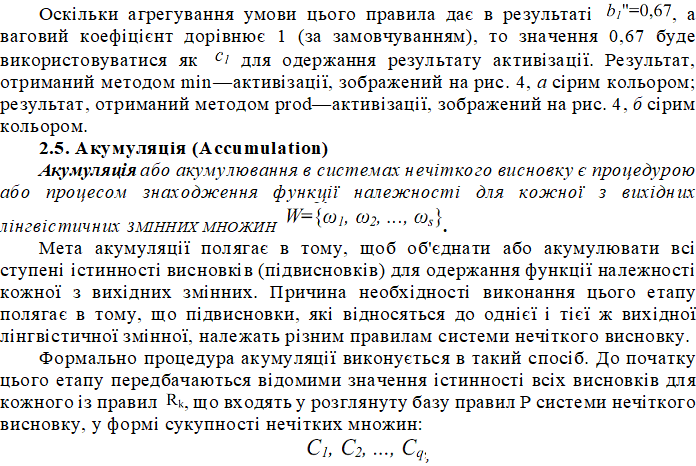 Оскільки агрегування умови цього правила дає в результаті b1"=0,67, а
ваговий коефіцієнт дорівнює 1 (за замовчуванням), то значення 0,67 буде
використовуватися як c1 для одержання результату активізації. Результат,
отриманий методом min—активізації, зображений на рис. 4, а сірим кольором;
результат, отриманий методом prod—активізації, зображений на рис. 4, б сірим
кольором.
2.5. Акумуляція (Accumulation)
Акумуляція або акумулювання в системах нечіткого висновку є процедурою
або процесом знаходження функції належності для кожної з вихідних
лінгвістичних ЗМІННИХ МНОЖИН W={ω1, ω2, ..., ωs}.
Мета акумуляції полягає в тому, щоб об'єднати або акумулювати всі
ступені істинності висновків (підвисновків) для одержання функції належності
кожної з вихідних змінних. Причина необхідності виконання цього етапу
полягає в тому, що підвисновки, які відносяться до однієї і тієї ж вихідної
лінгвістичної змінної, належать різним правилам системи нечіткого висновку.
Формально процедура акумуляції виконується в такий спосіб. До початку
цього етапу передбачаються відомими значення істинності всіх висновків для
кожного із правил Rk, що входять у розглянуту базу правил P системи нечіткого
висновку, у формі сукупності нечітких множин:
C1, C2, ..., Cq,